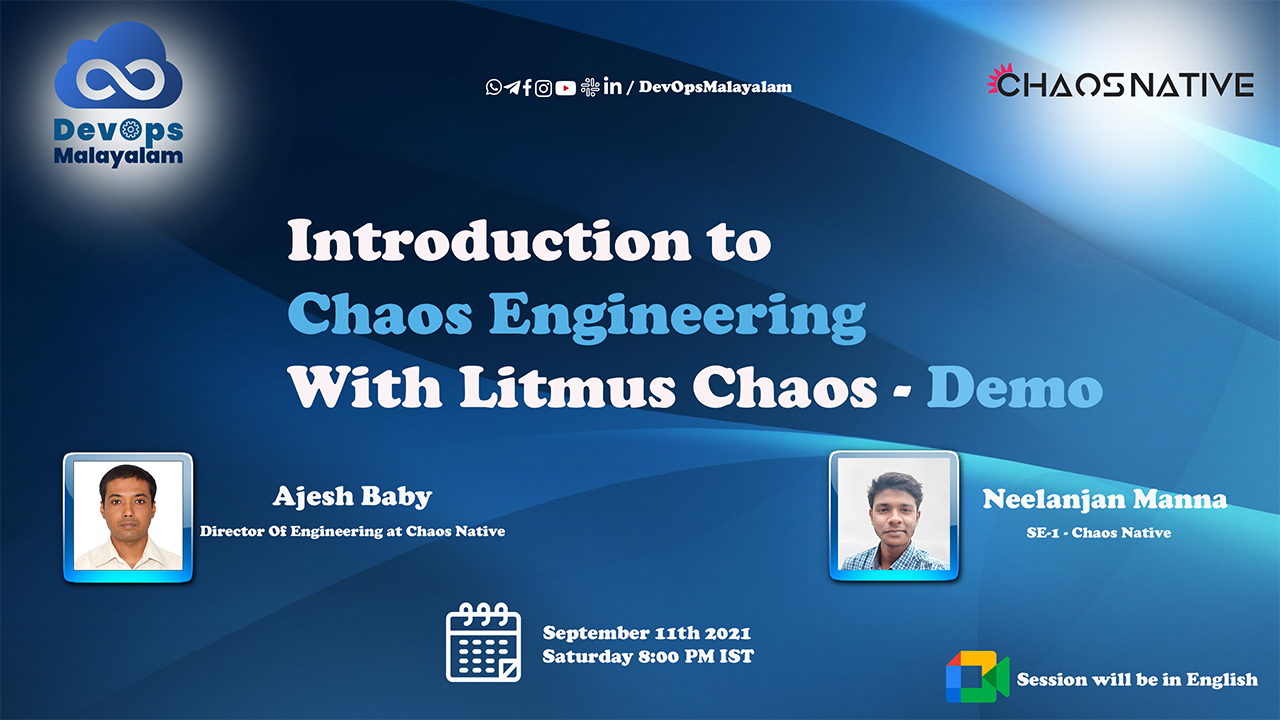 DevOps
Malayalam
/ DevOpsMalayalam
CHAOSNATIVE
Introduction to
Chaos Engineering
With Litmus Chaos - Demo
Ajesh Baby
Director Of Engineering at Chaos Native
Neelanjan Manna
SE-1 - Chaos Native
September 11th 2021
Saturday 8:00 PM IST
Session will be in English